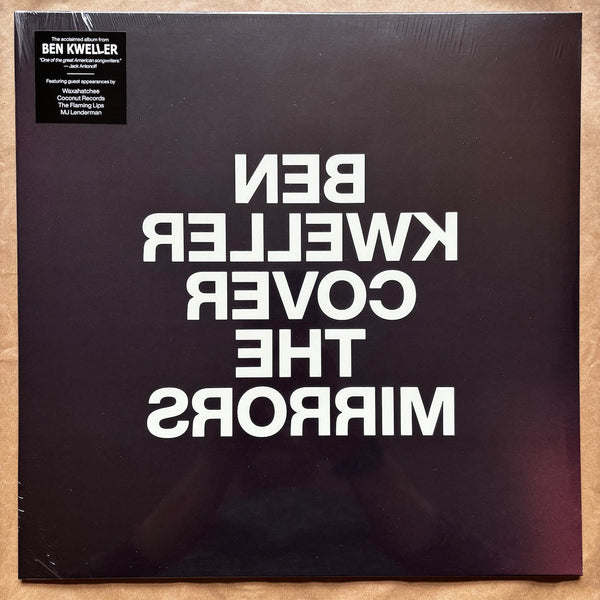 The acclaimed album from
BEN KWELLER
"One of the great American songwriters."
— Jack Antonoff
Featuring guest appearances by
Waxahatchee
Coconut Records
The Flaming Lips
MJ Lenderman
BEN
KWELLER
COVER
THE
MIRRORS